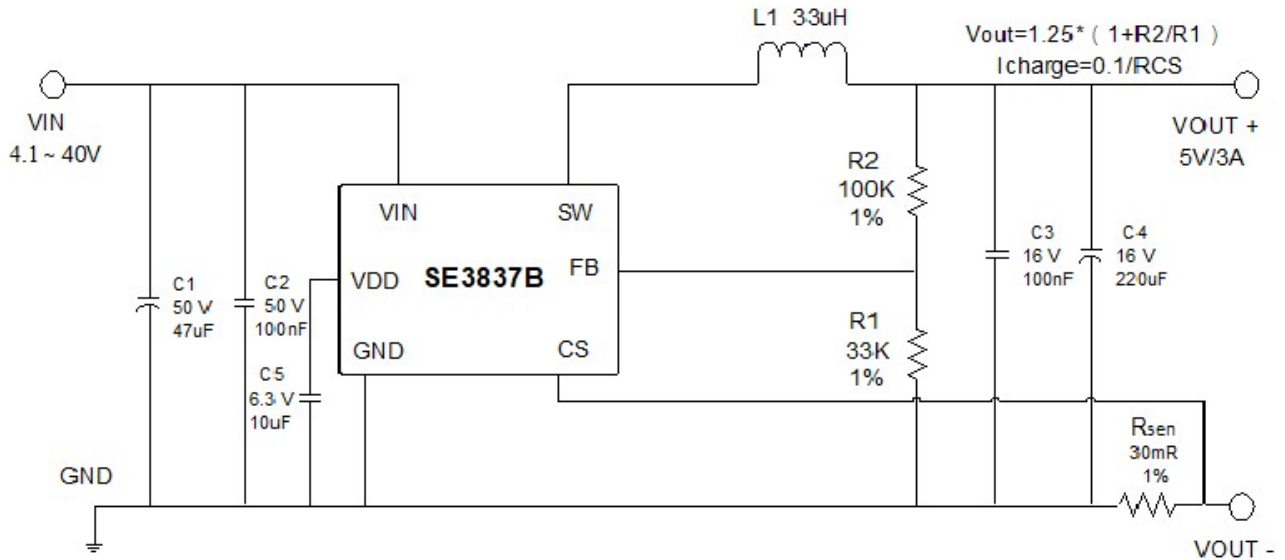 L1 33uH
Vout=1.25* ( 1+R2/R1 )
Icharge=0.1/RCS
VIN
4.1 ~ 40V
VOUT +
5V/3A
R2
100K
1%
VIN
SW
VDD
SE3837B
FB
GND
CS
C1
50 V
47uF
C2
50 V
100nF
C3
16 V
100nF
C4
16 V
220uF
R1
33K
1%
C5
6.3 V
10uF
Rsen
30mR
1%
GND
VOUT -